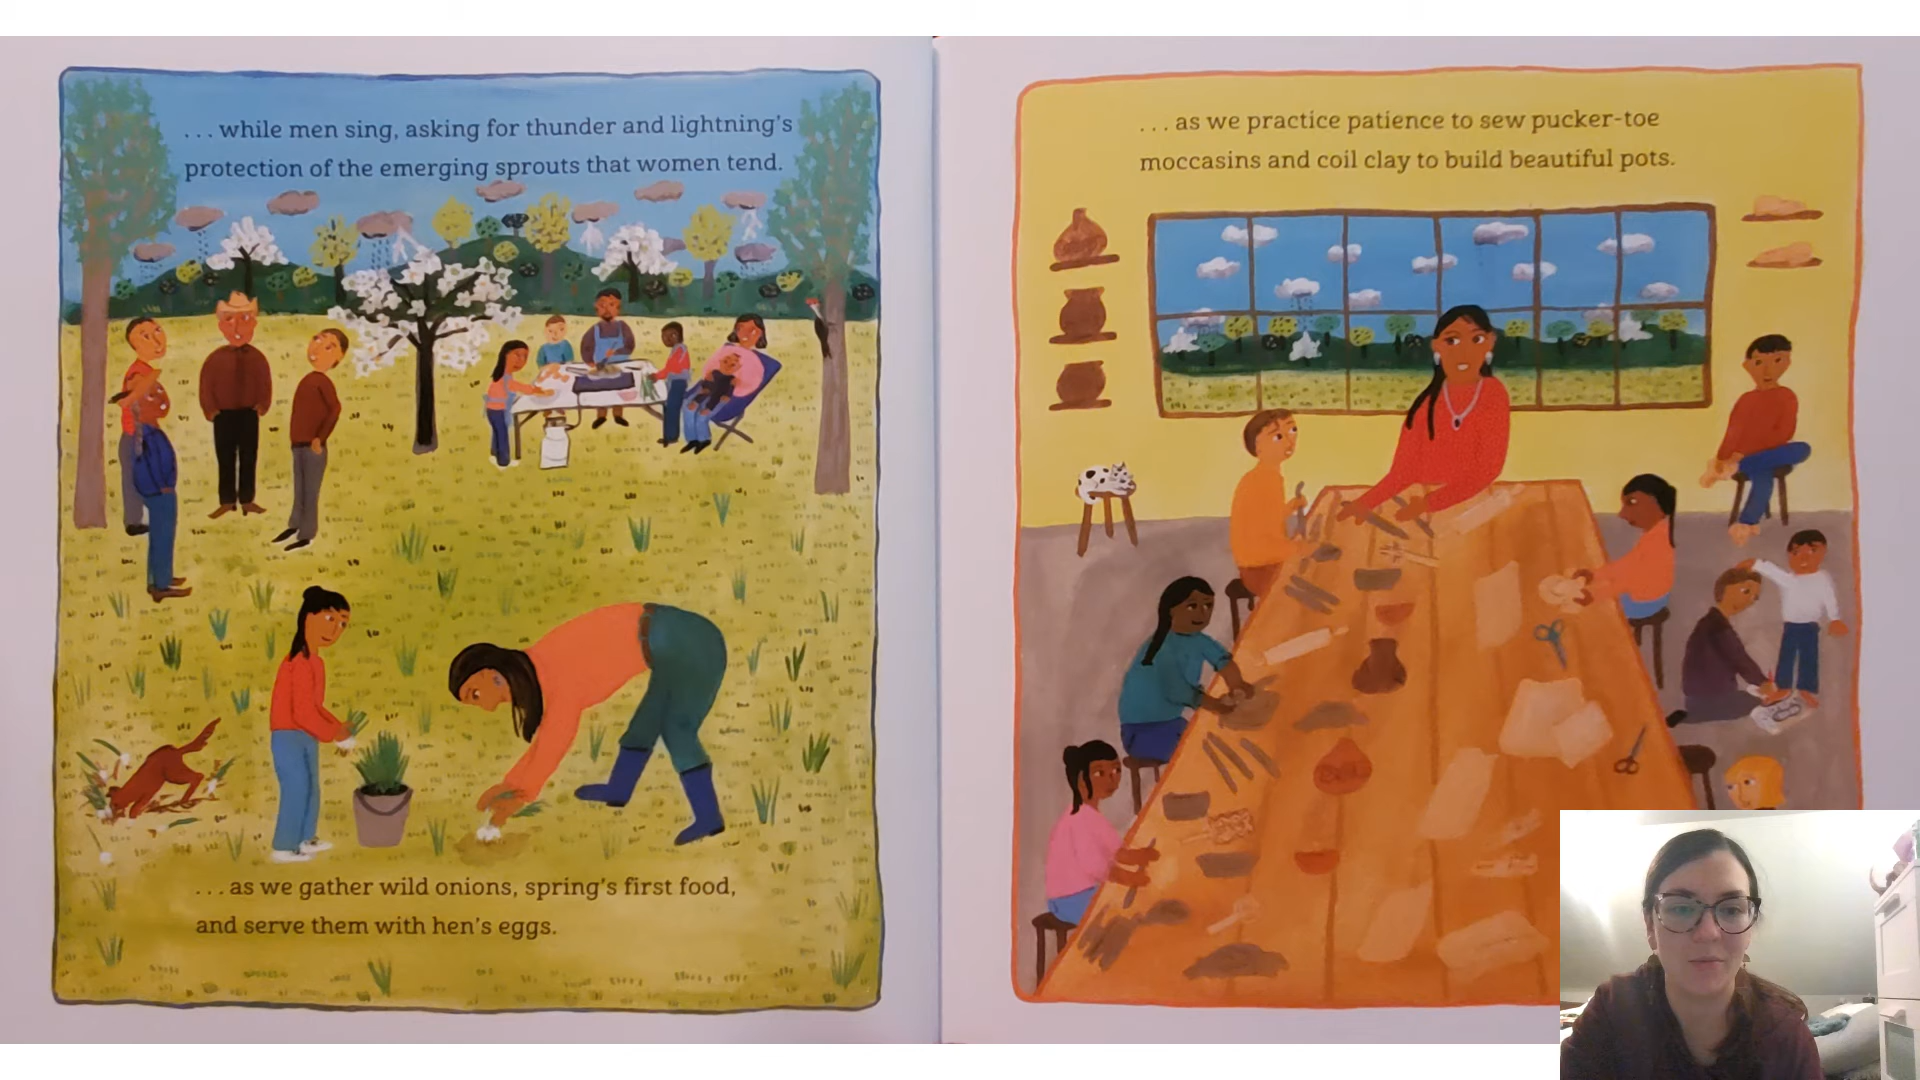 . . . while men sing, asking for thunder and lightning's
protection of the emerging sprouts that women tend.
. . . as we gather wild onions, spring's first food,
and serve them with hen's eggs.
. . . as we practice patience to sew pucker-toe
moccasins and coil clay to build beautiful pots.